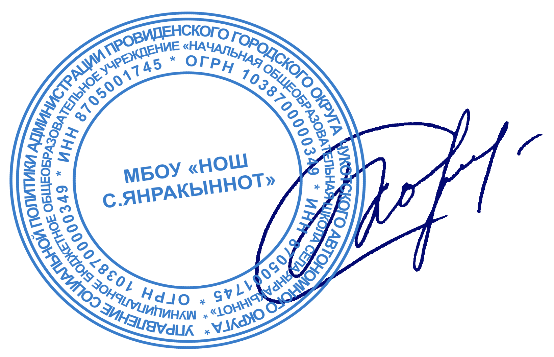 УПРАВЛЕНИЕ СОЦИАЛЬНОЙ ПОЛИТИКИ АДМИНИСТРАЦИИ ПРОВИДЕНСКОГО ГОРОДСКОГО ОКРУГА ЧУКОТСКОГО АВТОНОМНОГО ОКРУГА *
МУНИЦИПАЛЬНОЕ БЮДЖЕТНОЕ ОБЩЕОБРАЗОВАТЕЛЬНОЕ УЧРЕЖДЕНИЕ «НАЧАЛЬНАЯ ОБЩЕОБРАЗОВАТЕЛЬНАЯ ШКОЛА СЕЛА ЯНРАКЫННОТ» *
ОГРН 1038700000349 * ИНН 8705001745 * ОГРН 1038700000349 * ИНН 8705001745 *
МБОУ «НОШ
С.ЯНРАКЫННОТ»